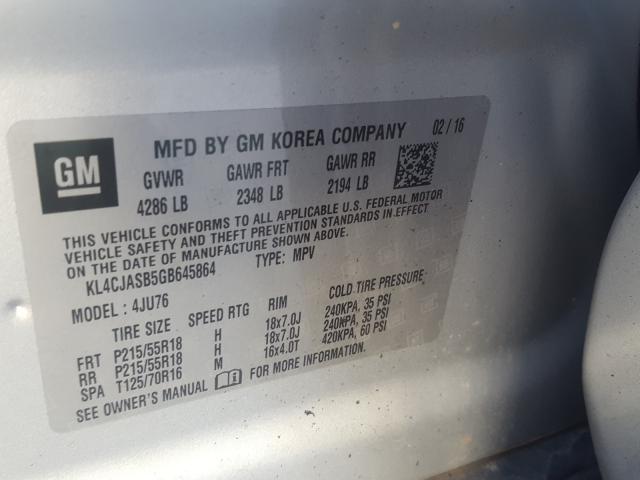 GM
MFD BY GM KOREA COMPANY 02 / 16
GVWR GAWR FRT GAWR RR
4286 LB 2348 LB 2194 LB
THIS VEHICLE CONFORMS TO ALL APPLICABLE U.S. FEDERAL MOTOR
VEHICLE SAFETY AND THEFT PREVENTION STANDARDS IN EFFECT
ON THE DATE OF MANUFACTURE SHOWN ABOVE.
KL4CJASB5GB645864 TYPE: MPV
MODEL : 4JU76
TIRE SIZE SPEED RTG RIM COLD TIRE PRESSURE
FRT P215/55R18 H 18x7.0J 240KPA, 35 PSI
RR P215/55R18 H 18x7.0J 240KPA, 35 PSI
SPA T125/70R16 M 16x4.0T 420KPA, 60 PSI
SEE OWNER'S MANUAL FOR MORE INFORMATION.